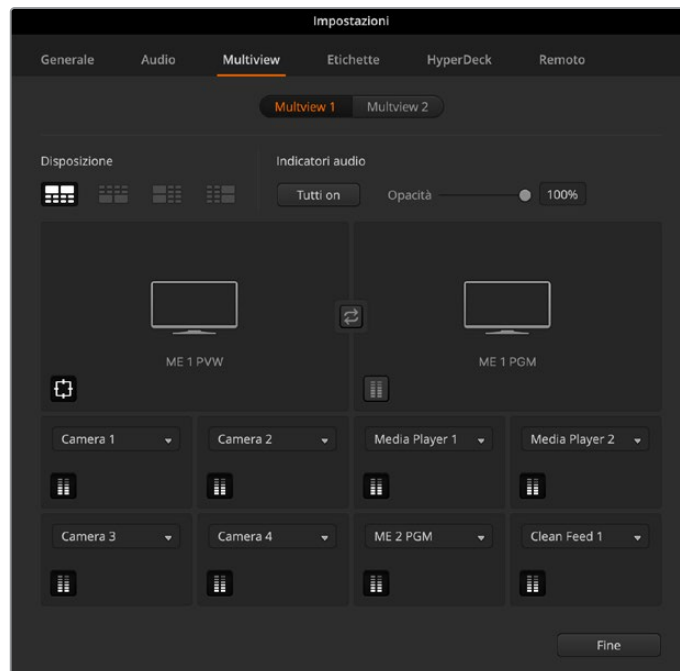 Impostazioni
Generale Audio Multiview Etichette HyperDeck Remoto
Multview 1 Multview 2
Disposizione Indicatori audio
Tutti on Opacità 100%
ME 1 PVW ME 1 PGM
Camera 1 Camera 2 Media Player 1 Media Player 2
Camera 3 Camera 4 ME 2 PGM Clean Feed 1
Fine